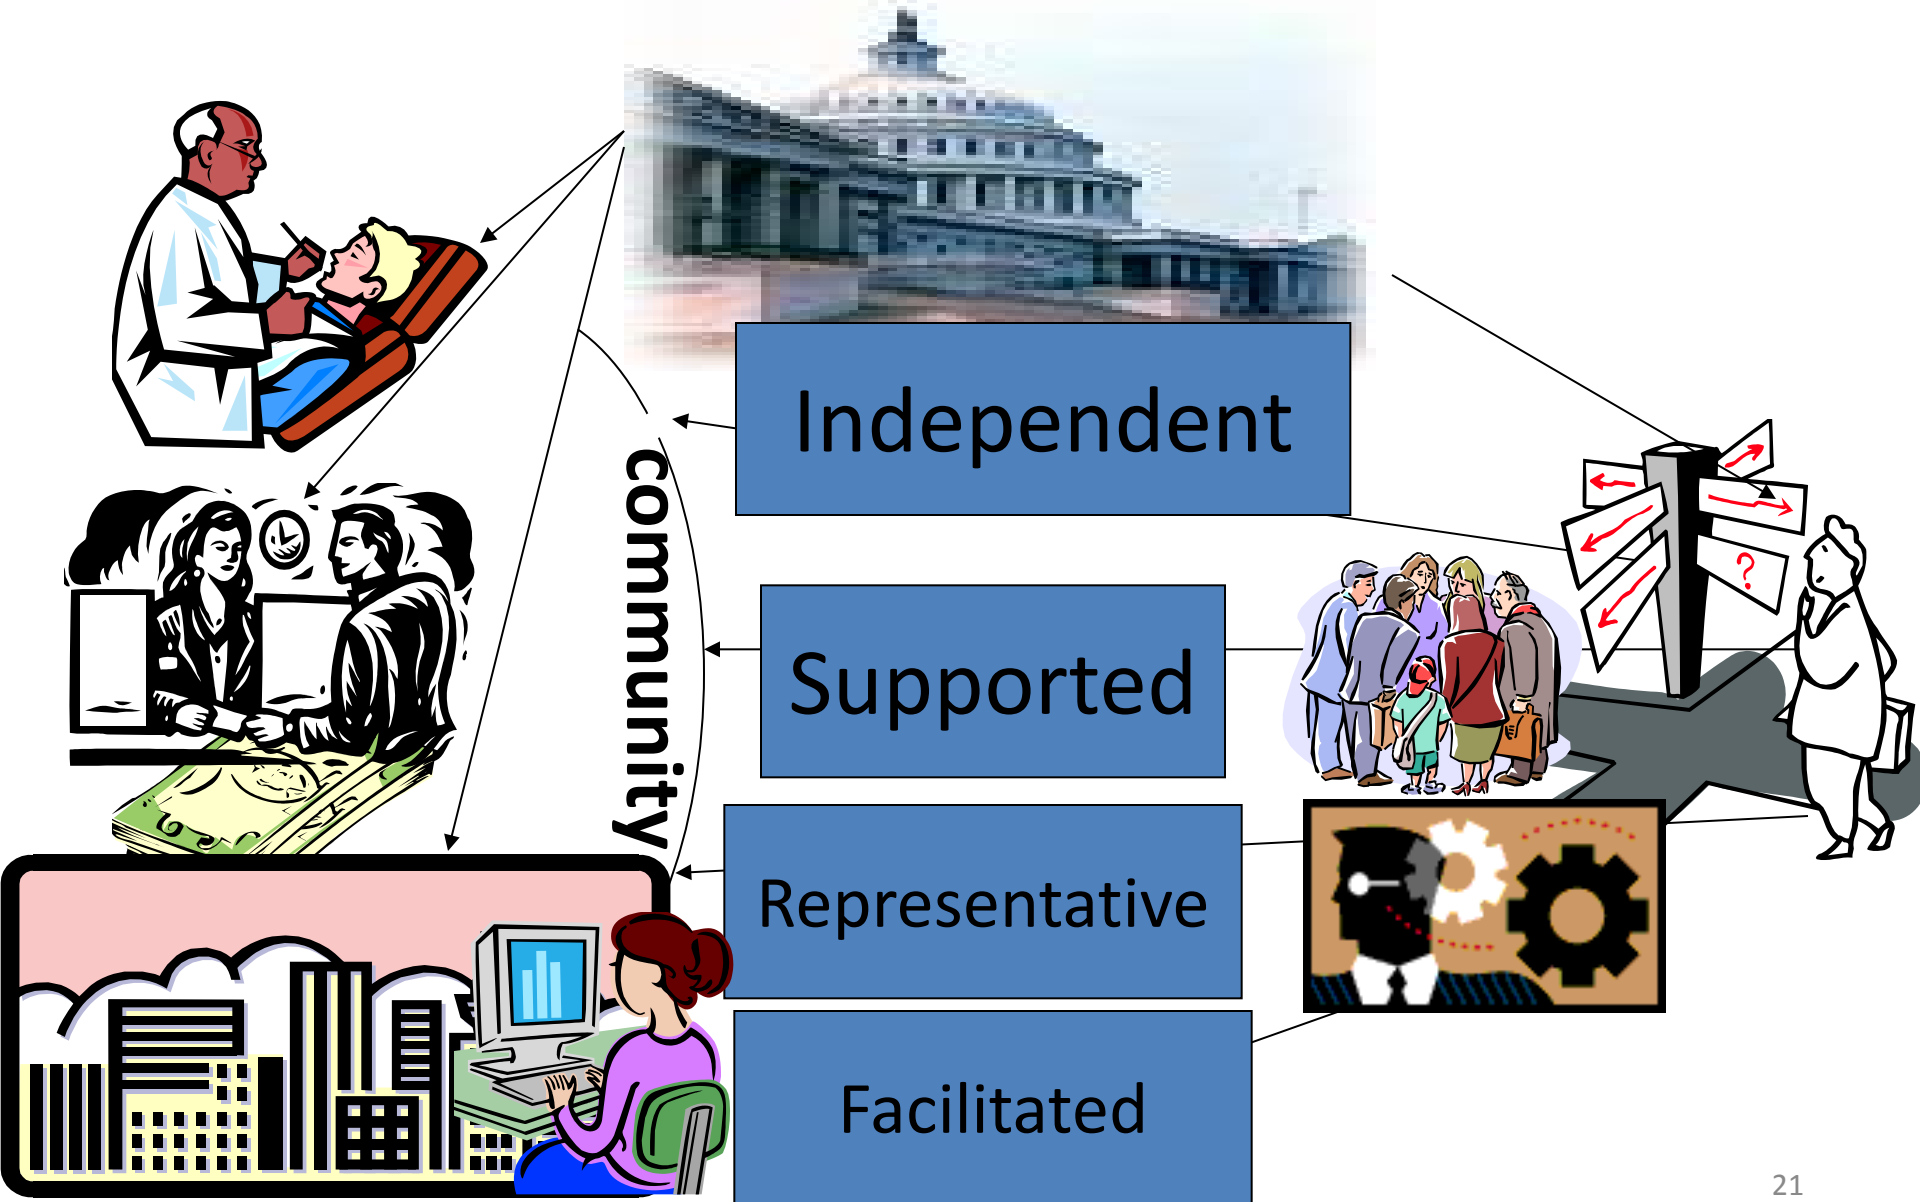 Independent
community
Supported
Representative
Facilitated
?
21